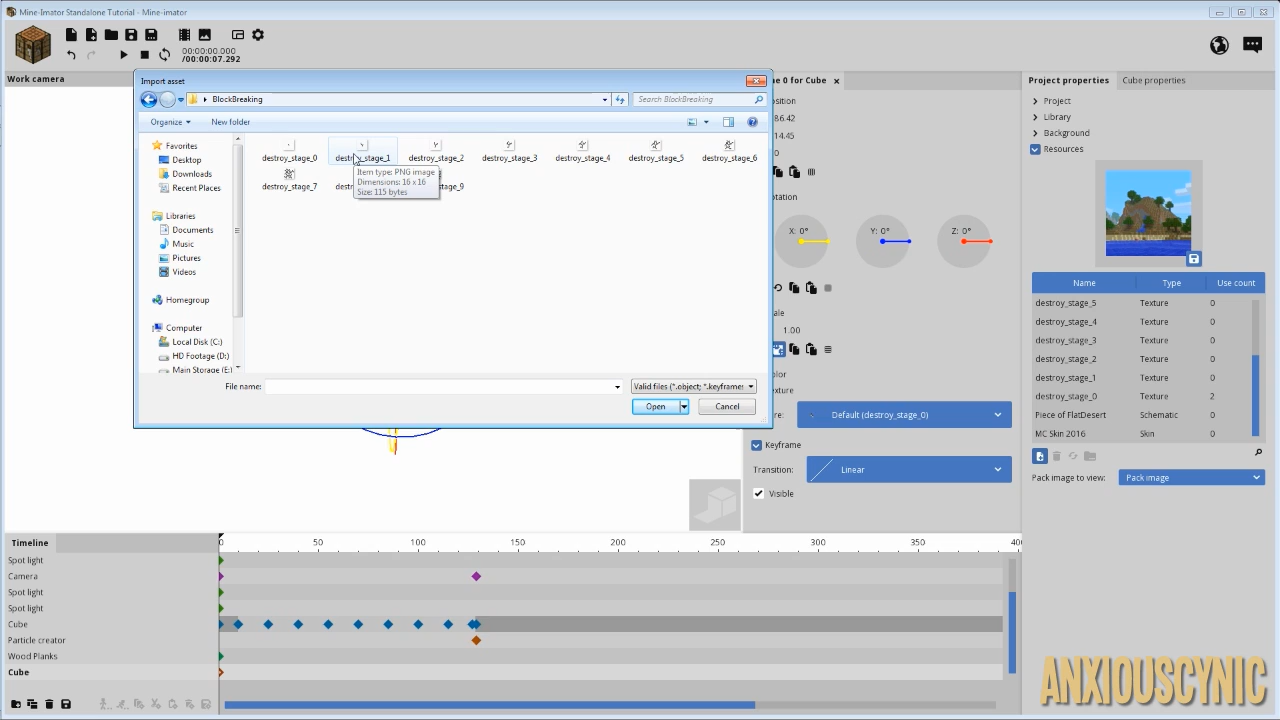 Mine-Imator Standalone Tutorial - Mine-imator
00:00:00.000
/00:00:07.292
Work camera
Import asset
BlockBreaking
Search BlockBreaking
Organize
New folder
Favorites
Desktop
Downloads
Recent Places
Libraries
Documents
Music
Pictures
Videos
Homegroup
Computer
Local Disk (C:)
HD Footage (D:)
Main Storage (E:)
destroy_stage_0
destroy_stage_1
destroy_stage_2
destroy_stage_3
destroy_stage_4
destroy_stage_5
destroy_stage_6
destroy_stage_7
Item type: PNG image
Dimensions: 16 x 16
Size: 115 bytes
File name:
Valid files (*.object; *.keyframe
Open
Cancel
e 0 for Cube
osition
86.42
14.45
0
otation
X: 0°
Y: 0°
Z: 0°
ale
1.00
olor
exture
re:
Default (destroy_stage_0)
Keyframe
Transition:
Linear
Visible
Project properties
Cube properties
Project
Library
Background
Resources
Name Type Use count
destroy_stage_5 Texture 0
destroy_stage_4 Texture 0
destroy_stage_3 Texture 0
destroy_stage_2 Texture 0
destroy_stage_1 Texture 0
destroy_stage_0 Texture 2
Piece of FlatDesert Schematic 0
MC Skin 2016 Skin 0
Pack image to view:
Pack image
Timeline
0 50 100 150 200 250 300 350 400
Spot light
Camera
Spot light
Spot light
Cube
Particle creator
Wood Planks
Cube
ANXIOUSCYNIC